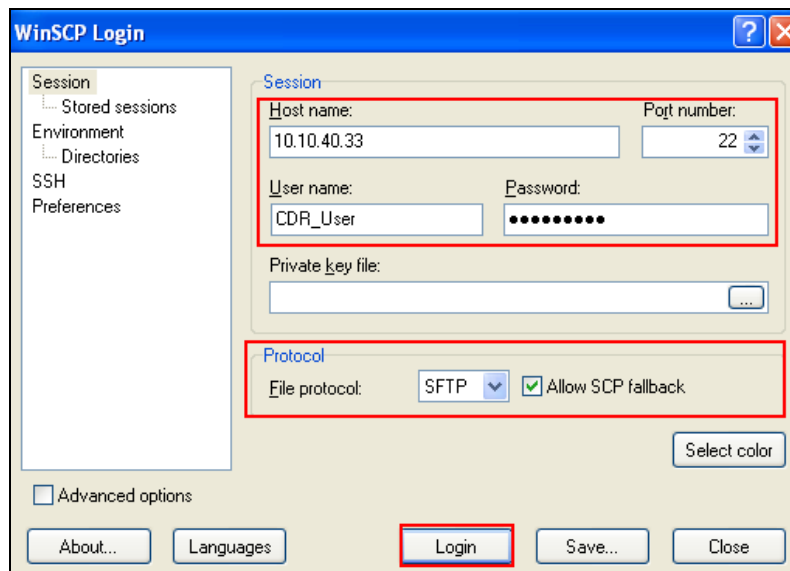 WinSCP Login
Session
Stored sessions
Environment
Directories
SSH
Preferences
Session
Host name:
Port number:
10.10.40.33
22
User name:
Password:
CDR_User
•••••••••
Private key file:
...
Protocol
File protocol:
SFTP
Allow SCP fallback
Select color
Advanced options
About...
Languages
Login
Save...
Close